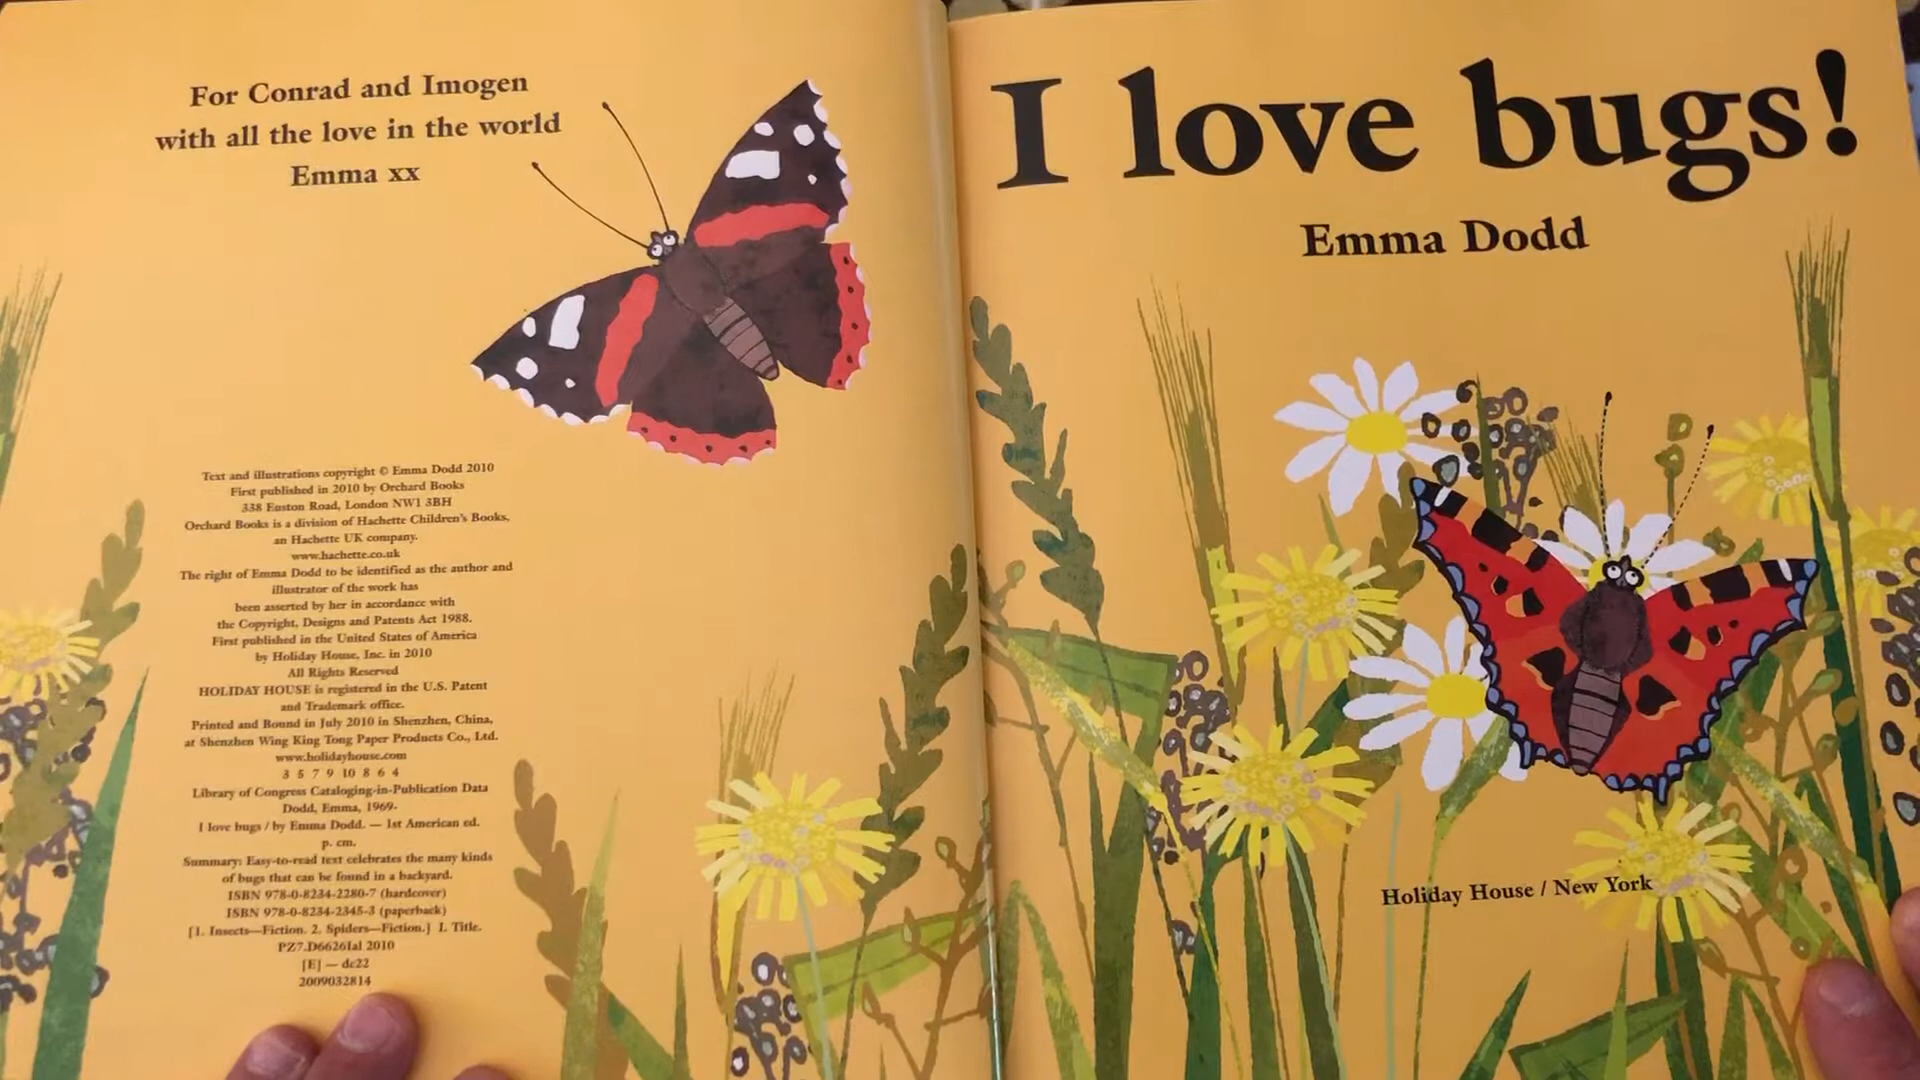 For Conrad and Imogen
with all the love in the world
Emma xx
Text and illustrations copyright © Emma Dodd 2010
First published in 2010 by Orchard Books
338 Euston Road, London NW1 3BH
Orchard Books is a division of Hachette Children's Books,
an Hachette UK company.
www.hachette.co.uk
The right of Emma Dodd to be identified as the author and
illustrator of the work has
been asserted by her in accordance with
the Copyright, Designs and Patents Act 1988.
First published in the United States of America
by Holiday House, Inc. in 2010
All Rights Reserved
HOLIDAY HOUSE is registered in the U.S. Patent
and Trademark office.
Printed and Bound in July 2010 in Shenzhen, China,
at Shenzhen Wing King Tong Paper Products Co., Ltd.
www.holidayhouse.com
3 5 7 9 10 8 6 4
Library of Congress Cataloging-in-Publication Data
Dodd, Emma, 1969-
I love bugs / by Emma Dodd. — 1st American ed.
p. cm.
Summary: Easy-to-read text celebrates the many kinds
of bugs that can be found in a backyard.
ISBN 978-0-8234-2280-7 (hardcover)
ISBN 978-0-8234-2345-3 (paperback)
[1. Insects—Fiction. 2. Spiders—Fiction.] I. Title.
PZ7.D66261al 2010
[E] — dc22
2009032814
I love bugs!
Emma Dodd
Holiday House / New York